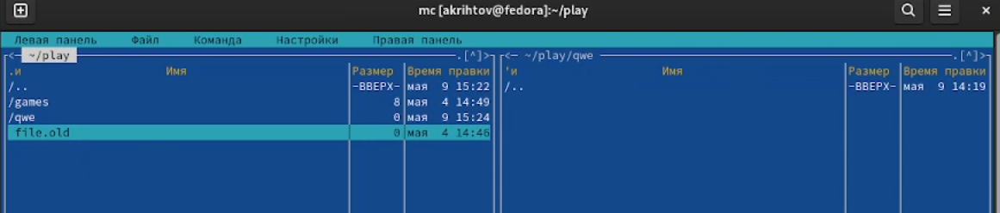 mc [akrihtov@fedora]:~/play
Левая панель Файл Команда Настройки Правая панель
<— ~/play .[^]>
.и Имя Размер Время правки
/.. -ВВЕРХ- мая 9 15:22
/games 8 мая 4 14:49
/qwe 0 мая 9 15:24
file.old 0 мая 4 14:46
<— ~/play/qwe .[^]>
'и Имя Размер Время правки
/.. -ВВЕРХ- мая 9 14:19